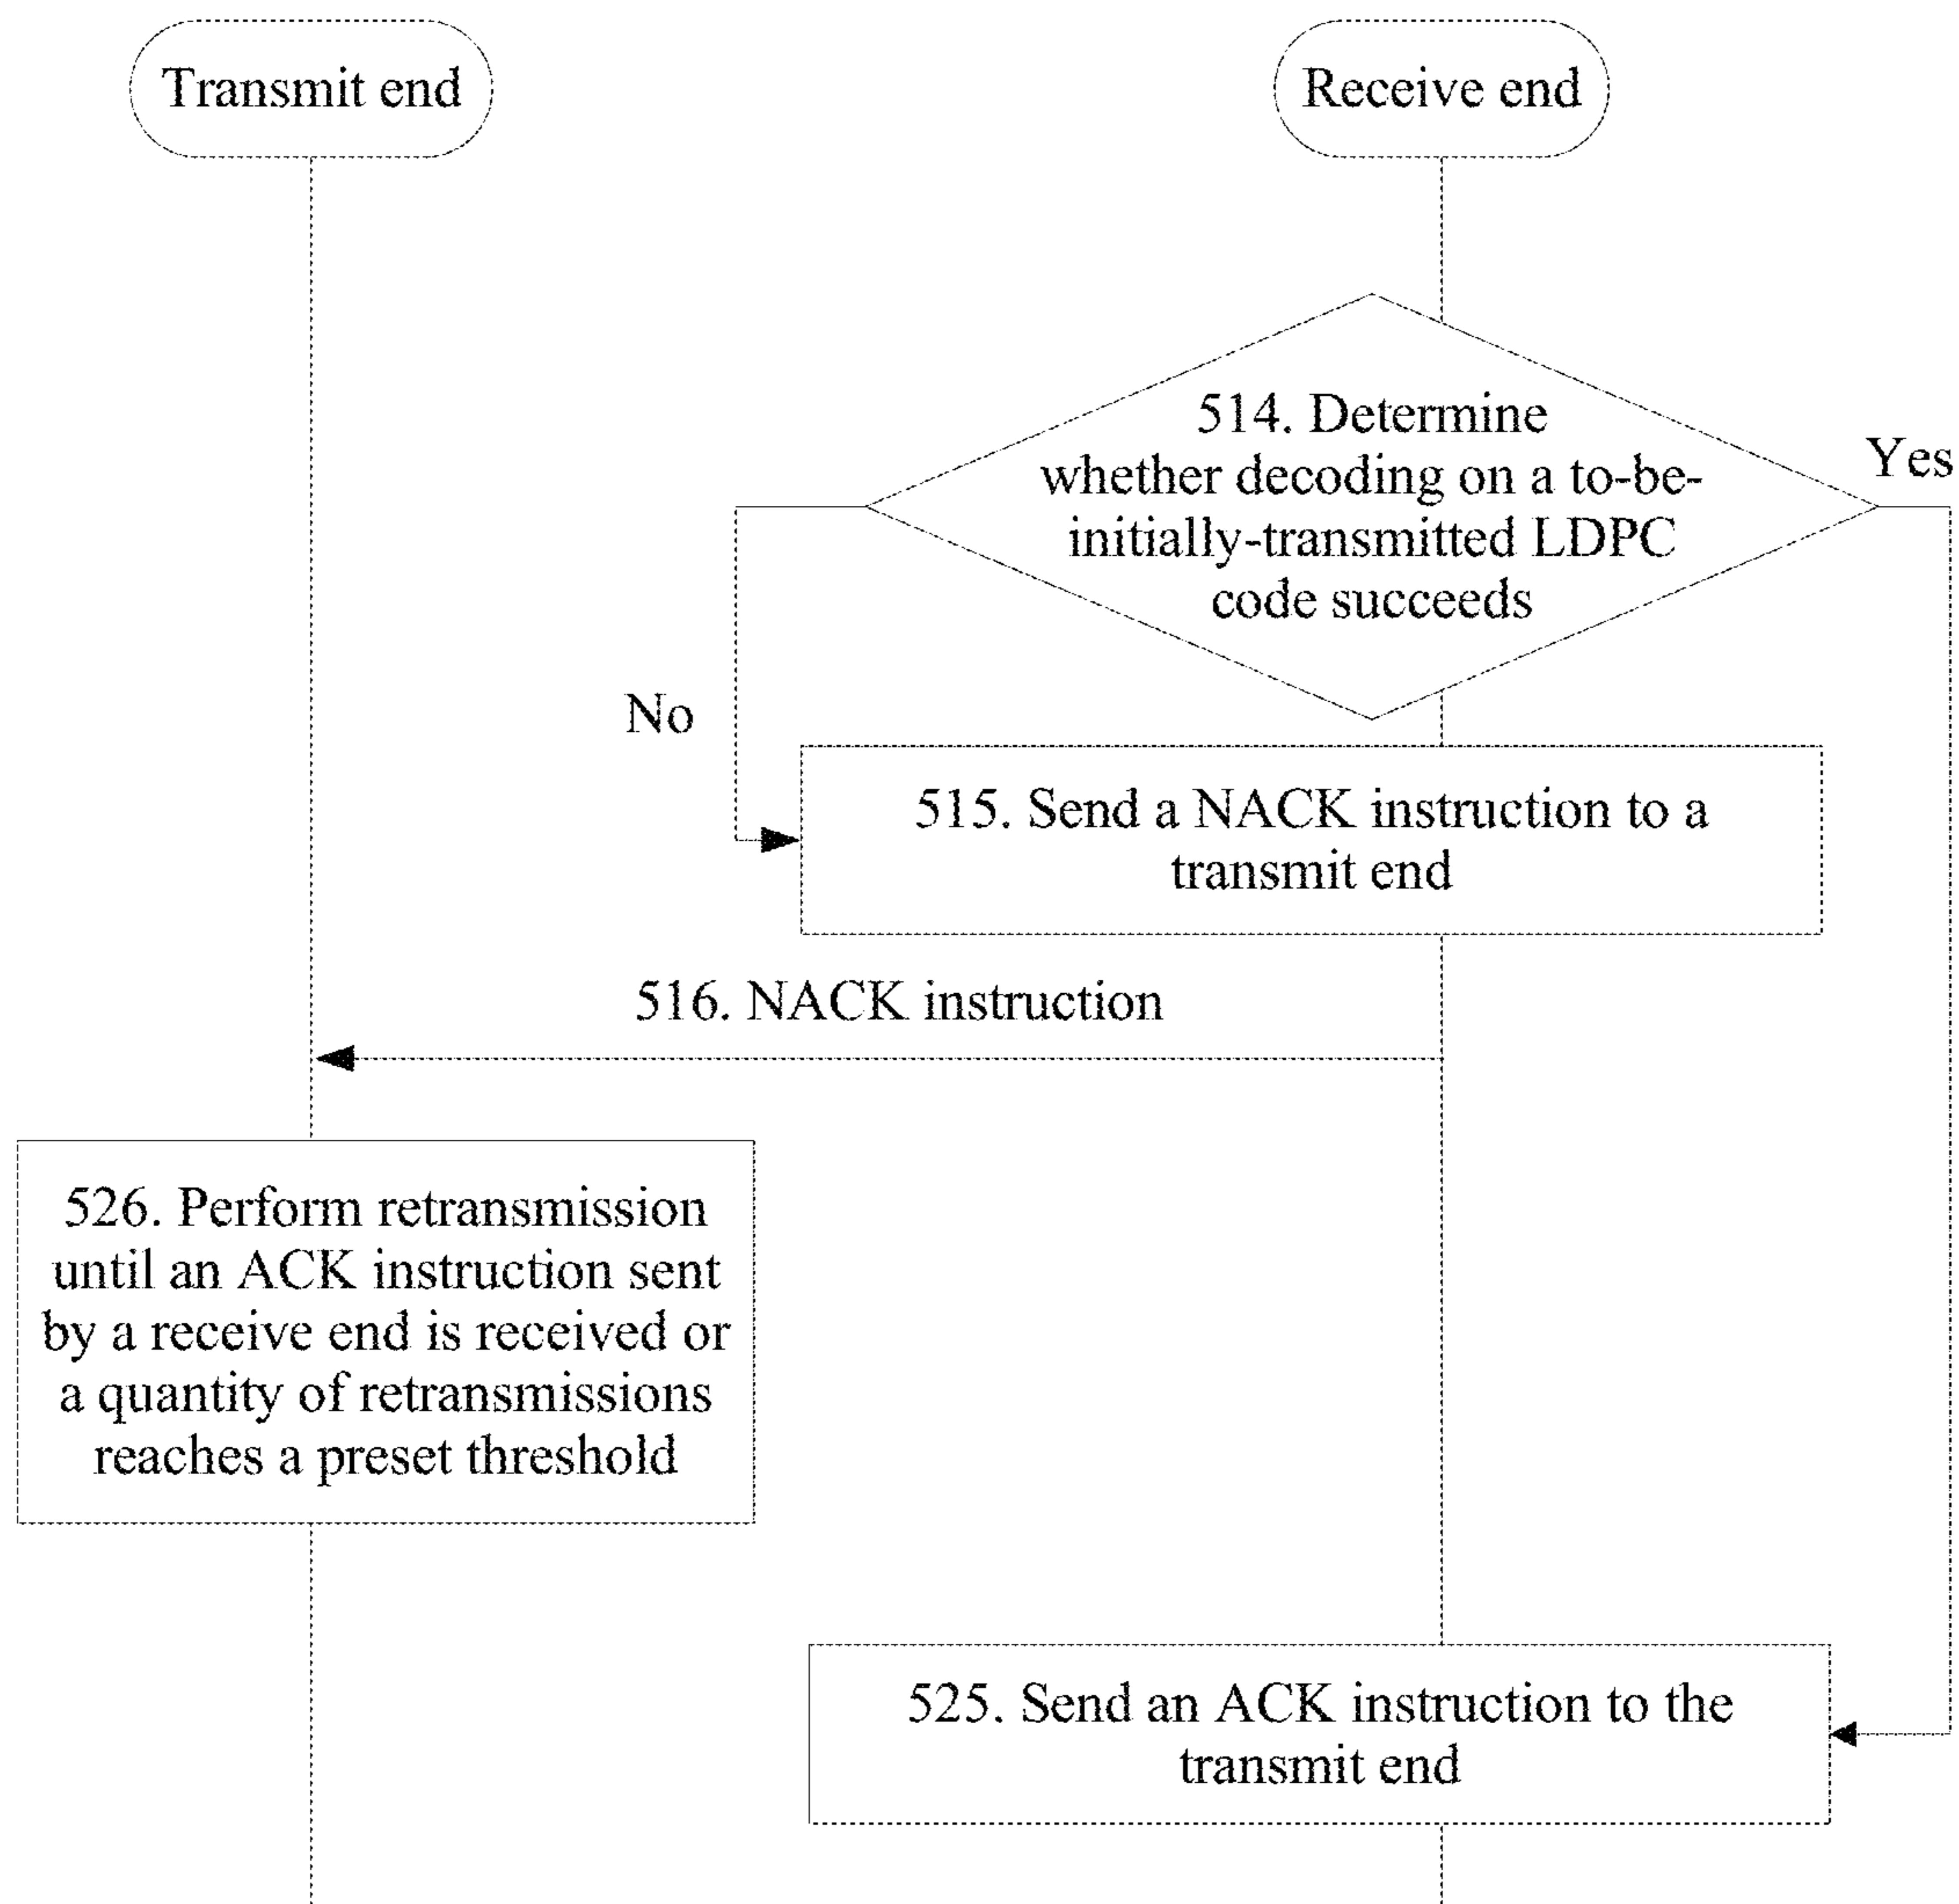 Transmit end
Receive end
514. Determine
whether decoding on a to-be-
initially-transmitted LDPC
code succeeds
Yes
No
515. Send a NACK instruction to a
transmit end
516. NACK instruction
526. Perform retransmission
until an ACK instruction sent
by a receive end is received or
a quantity of retransmissions
reaches a preset threshold
525. Send an ACK instruction to the
transmit end